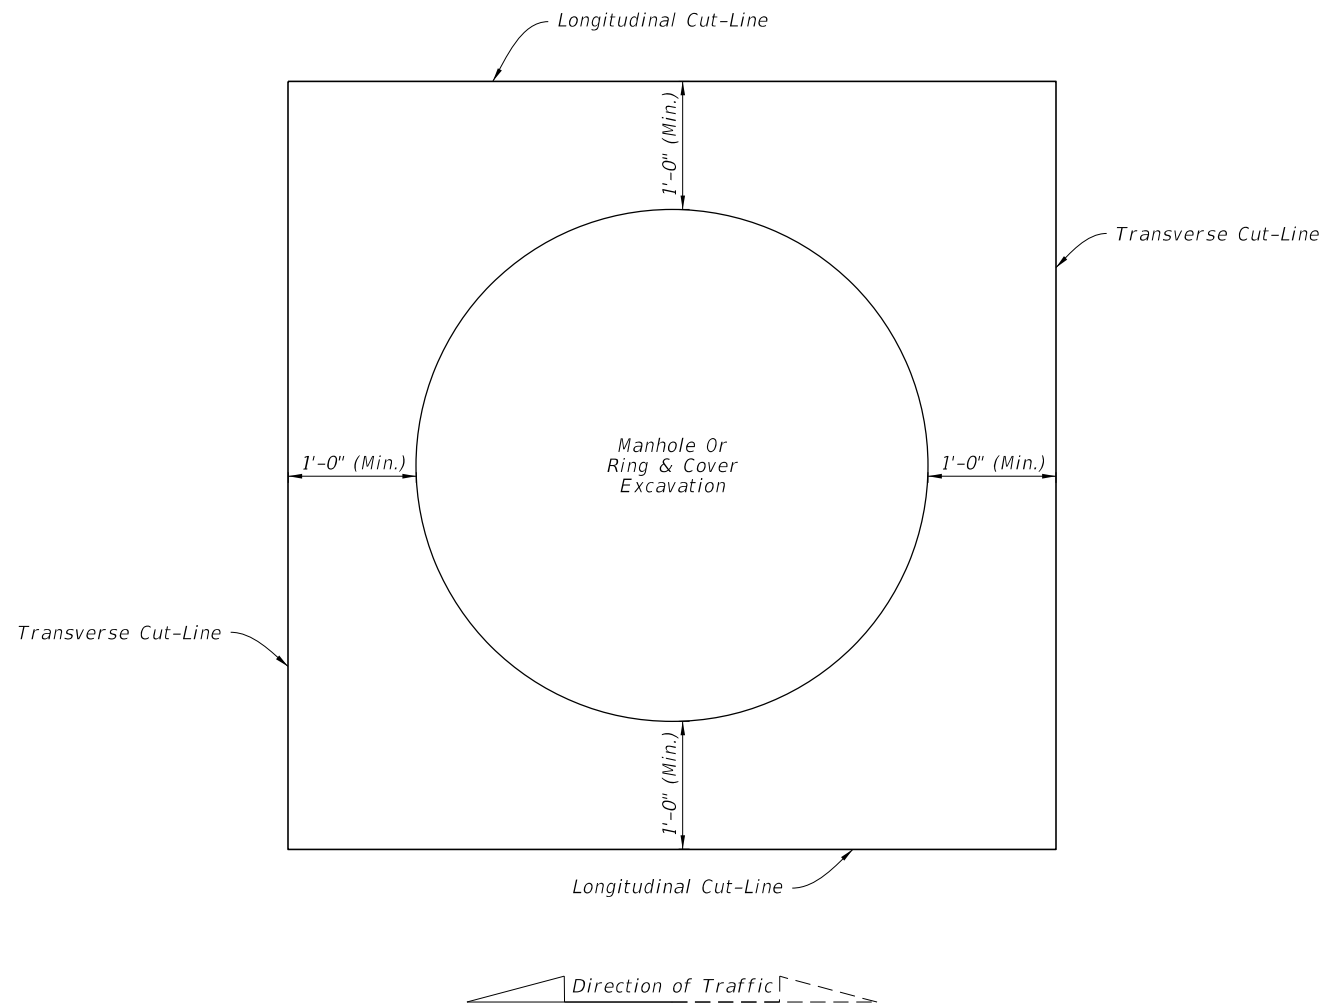 Longitudinal Cut-Line
1'-0" (Min.)
Transverse Cut-Line
Manhole Or
Ring & Cover
Excavation
1'-0" (Min.)
1'-0" (Min.)
Transverse Cut-Line
1'-0" (Min.)
Longitudinal Cut-Line
Direction of Traffic